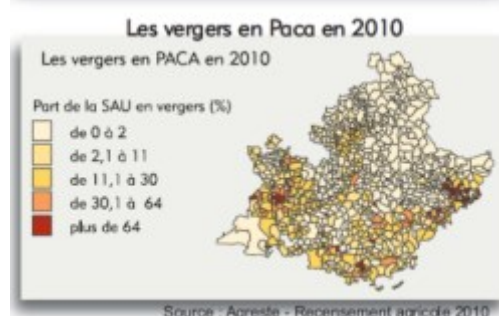 Les vergers en Paca en 2010
Les vergers en PACA en 2010
Part de la SAU en vergers (%)
de 0 à 2
de 2,1 à 11
de 11,1 à 30
de 30,1 à 64
plus de 64
Source : Agreste - Recensement agricole 2010